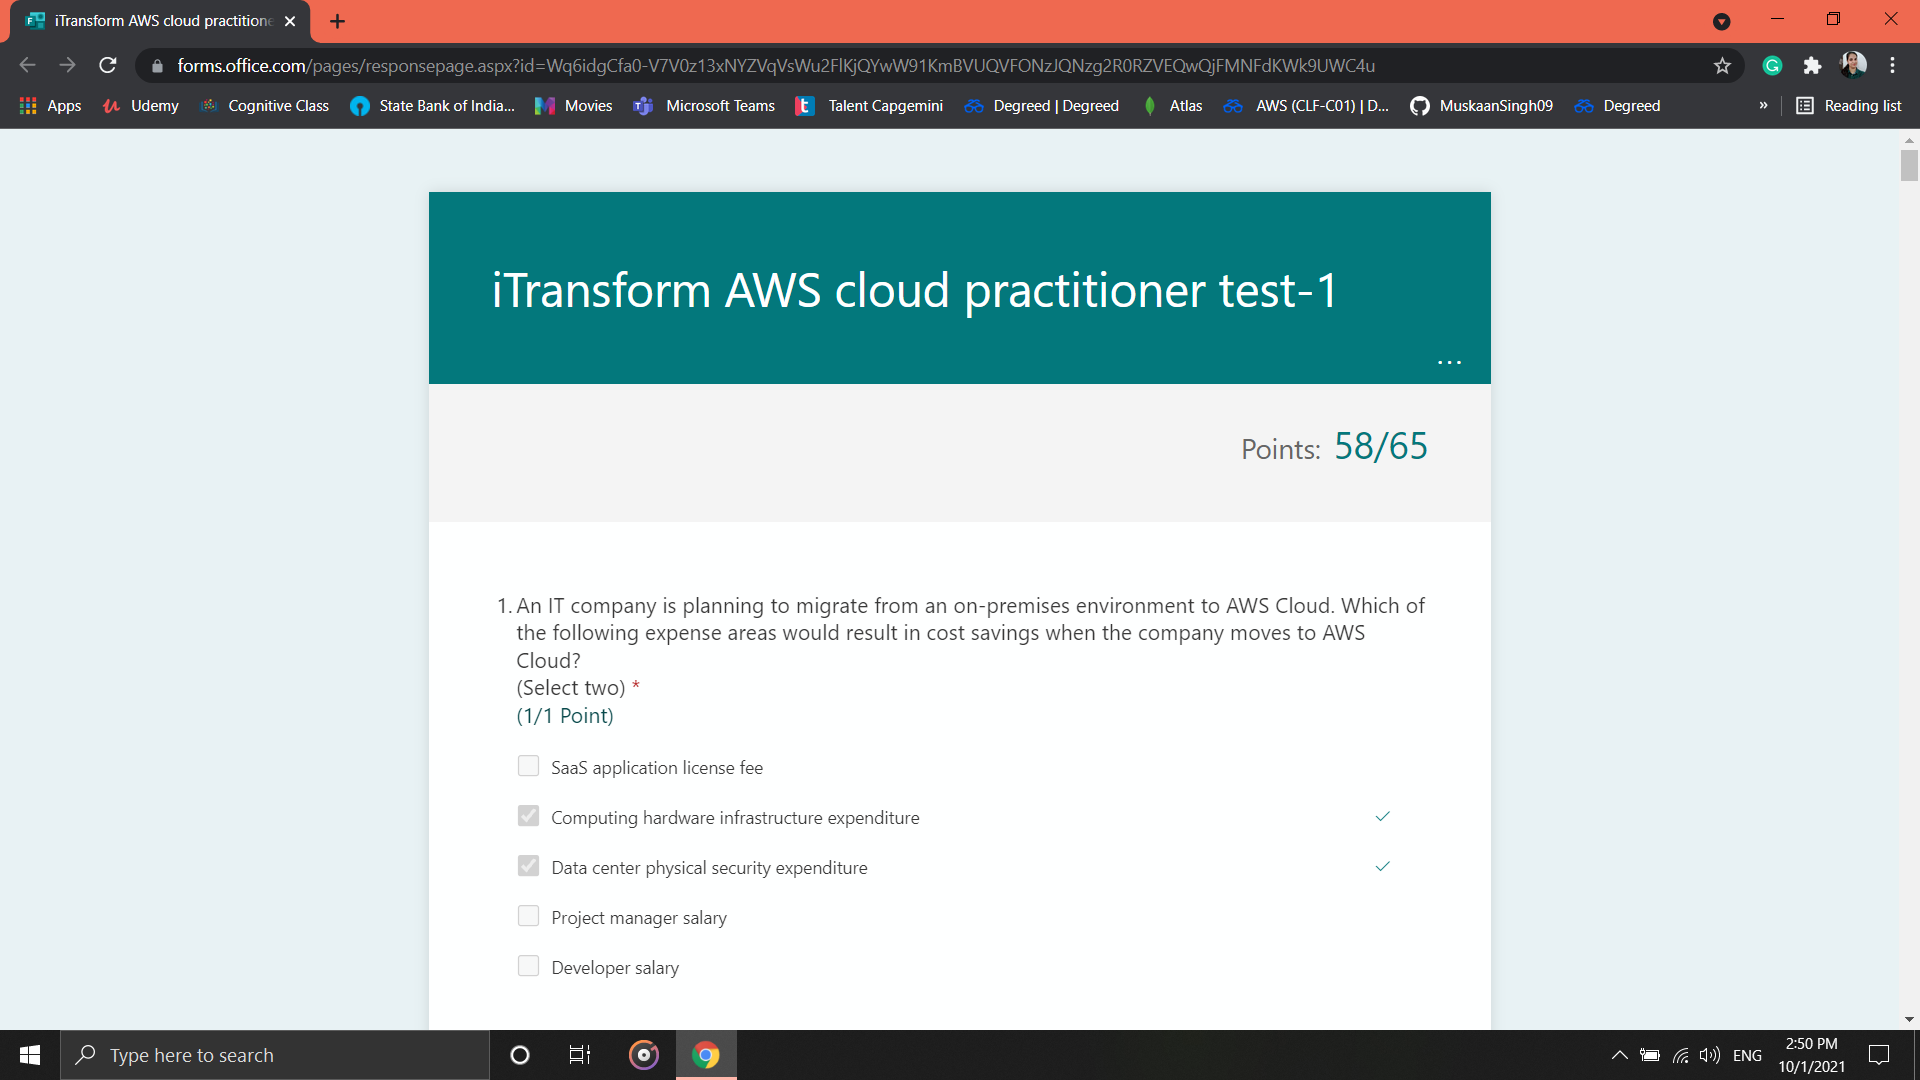 iTransform AWS cloud practitione
forms.office.com/pages/responsepage.aspx?id=Wq6idgCfa0-V7V0z13xNYZVqVsWu2FlKjQYwW91KmBVUQVFONzJQNzg2R0RZVEQwQjFMNFdKWk9UWC4u
Apps Udemy Cognitive Class State Bank of India... Movies Microsoft Teams Talent Capgemini Degreed | Degreed Atlas AWS (CLF-C01) | D... MuskaanSingh09 Degreed » Reading list
iTransform AWS cloud practitioner test-1
...
Points: 58/65
1. An IT company is planning to migrate from an on-premises environment to AWS Cloud. Which of
the following expense areas would result in cost savings when the company moves to AWS
Cloud?
(Select two) *
(1/1 Point)
SaaS application license fee
Computing hardware infrastructure expenditure
Data center physical security expenditure
Project manager salary
Developer salary
Type here to search
ENG
2:50 PM
10/1/2021